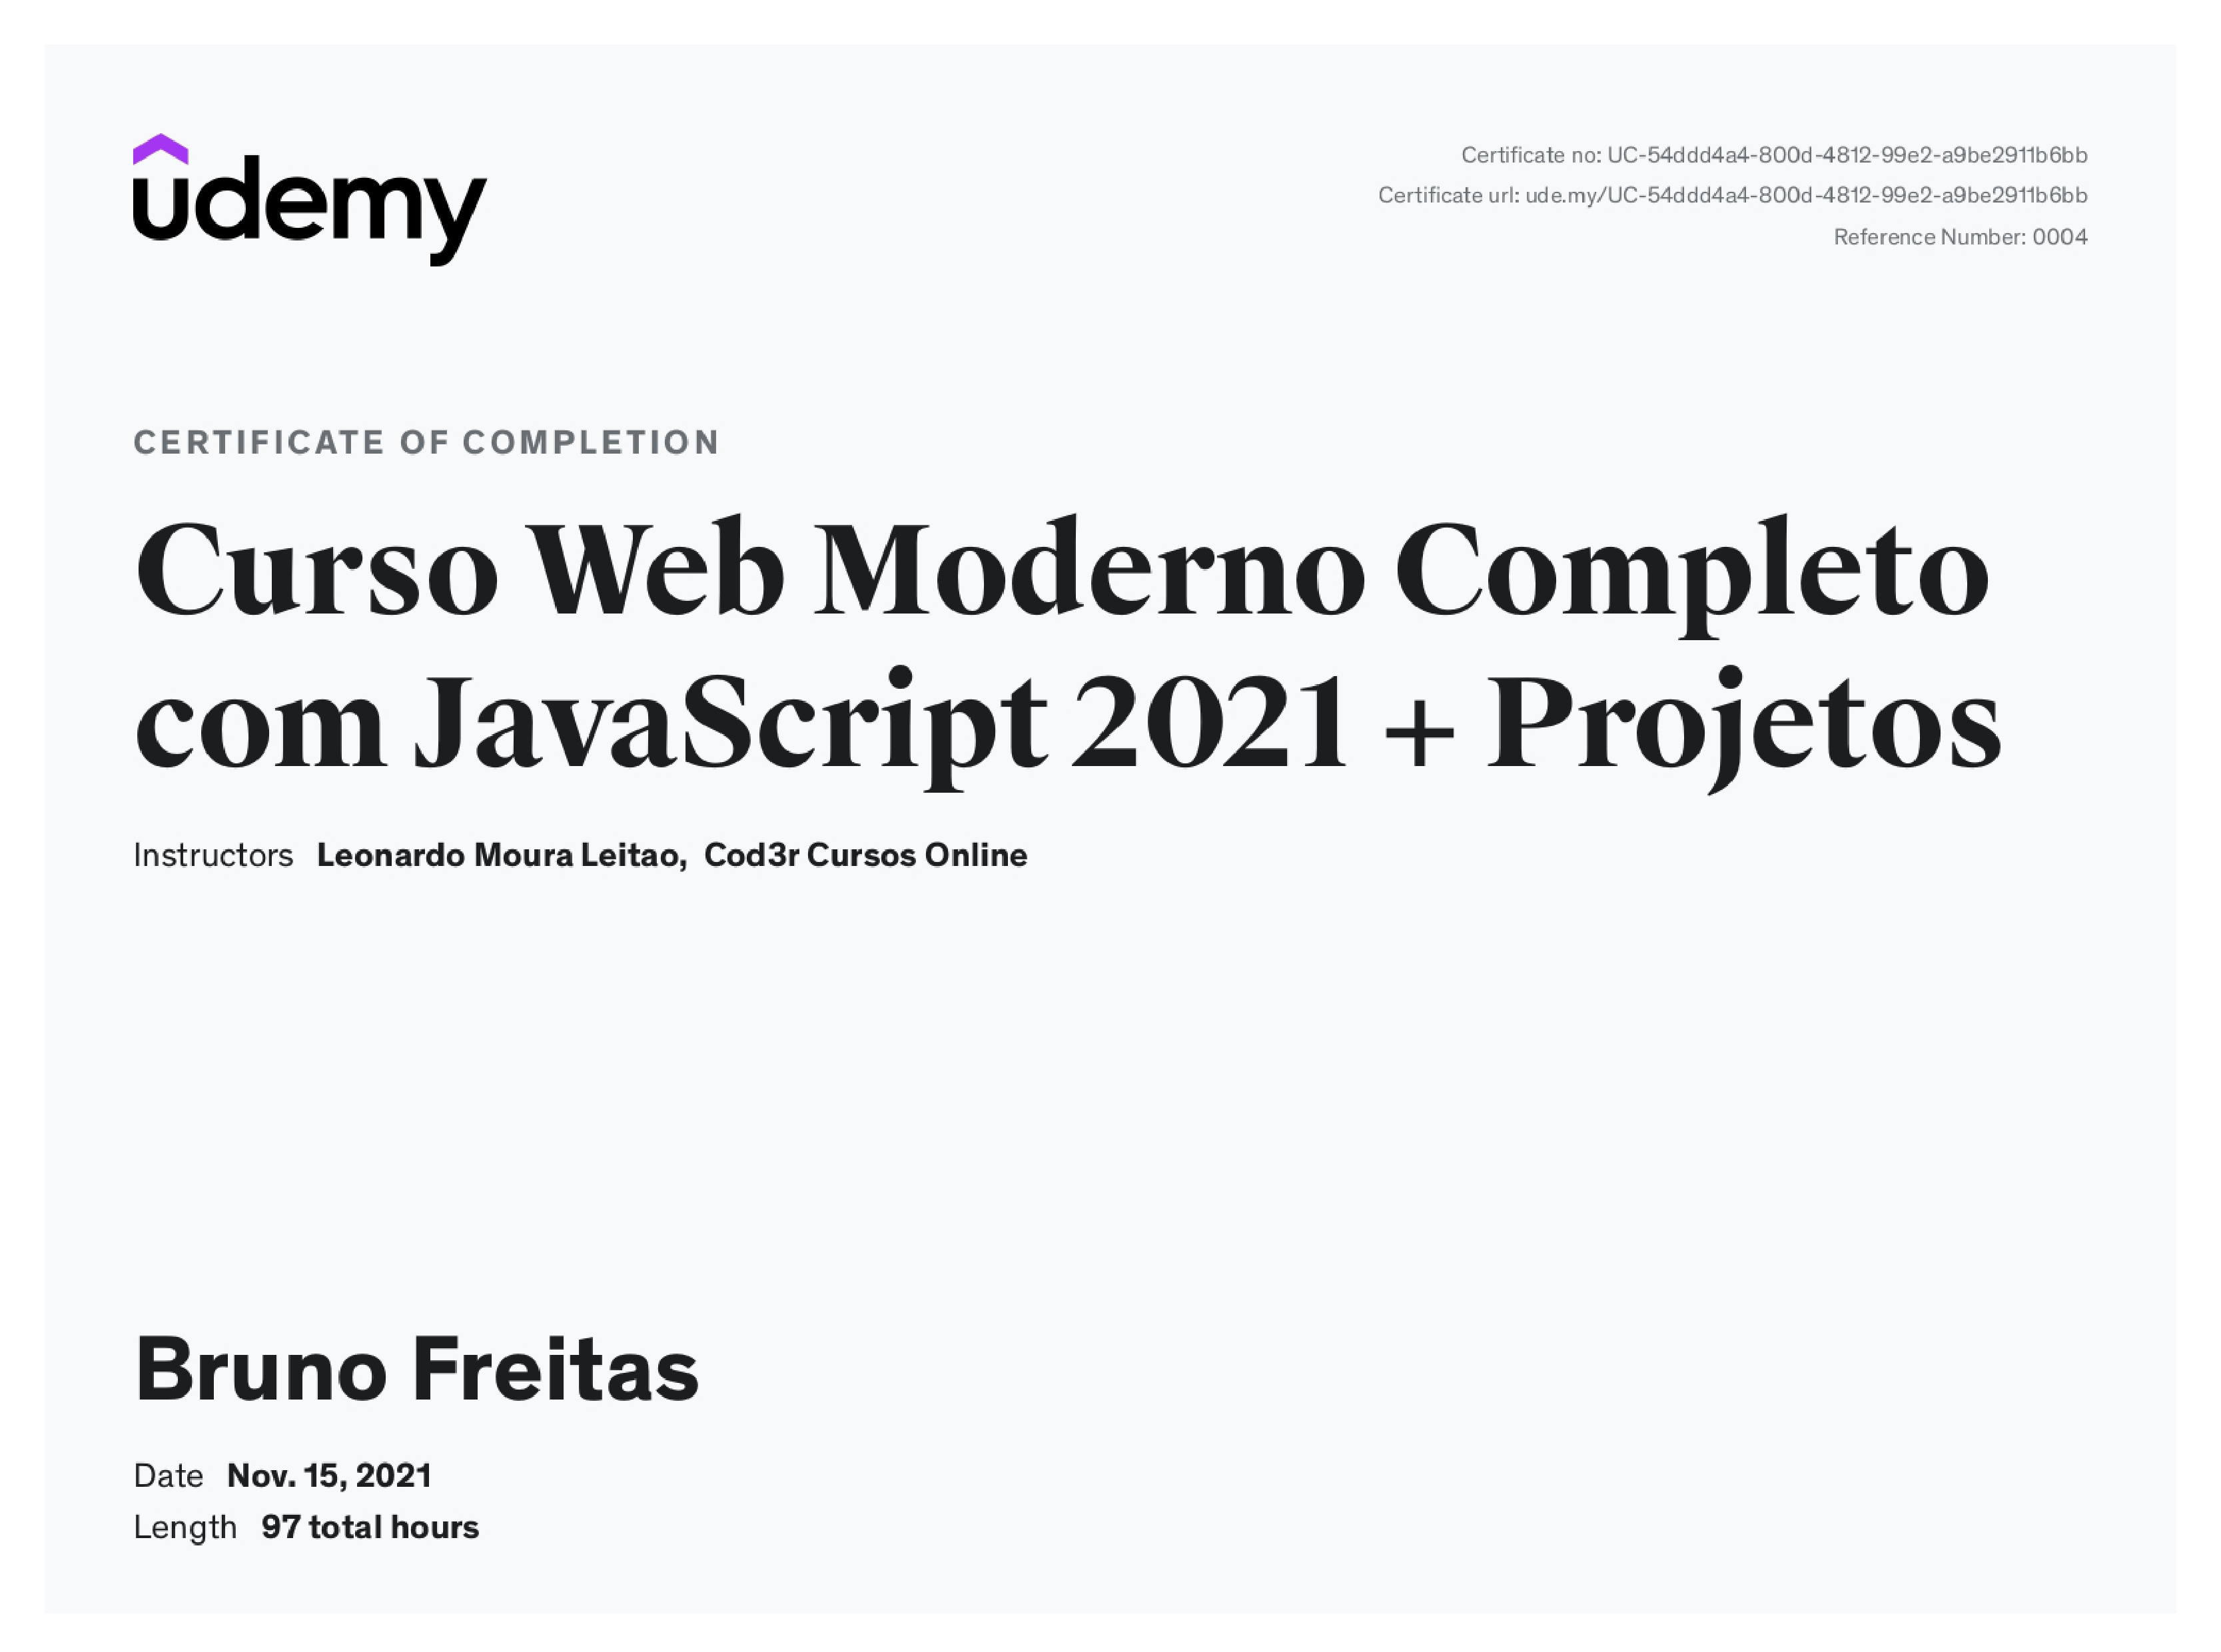 udemy
Certificate no: UC-54ddd4a4-800d-4812-99e2-a9be2911b6bb
Certificate url: ude.my/UC-54ddd4a4-800d-4812-99e2-a9be2911b6bb
Reference Number: 0004
CERTIFICATE OF COMPLETION
Curso Web Moderno Completo
com JavaScript 2021 + Projetos
Instructors Leonardo Moura Leitao, Cod3r Cursos Online
Bruno Freitas
Date Nov. 15, 2021
Length 97 total hours